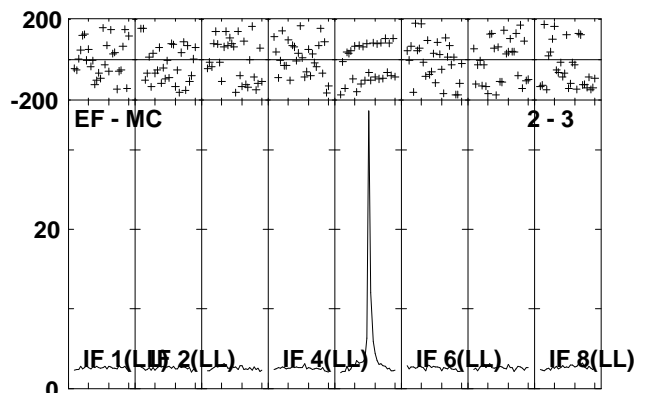 200
-200
EF - MC 2 - 3
20
IF 1(LL) IF 2(LL) IF 4(LL) IF 6(LL) IF 8(LL)
0